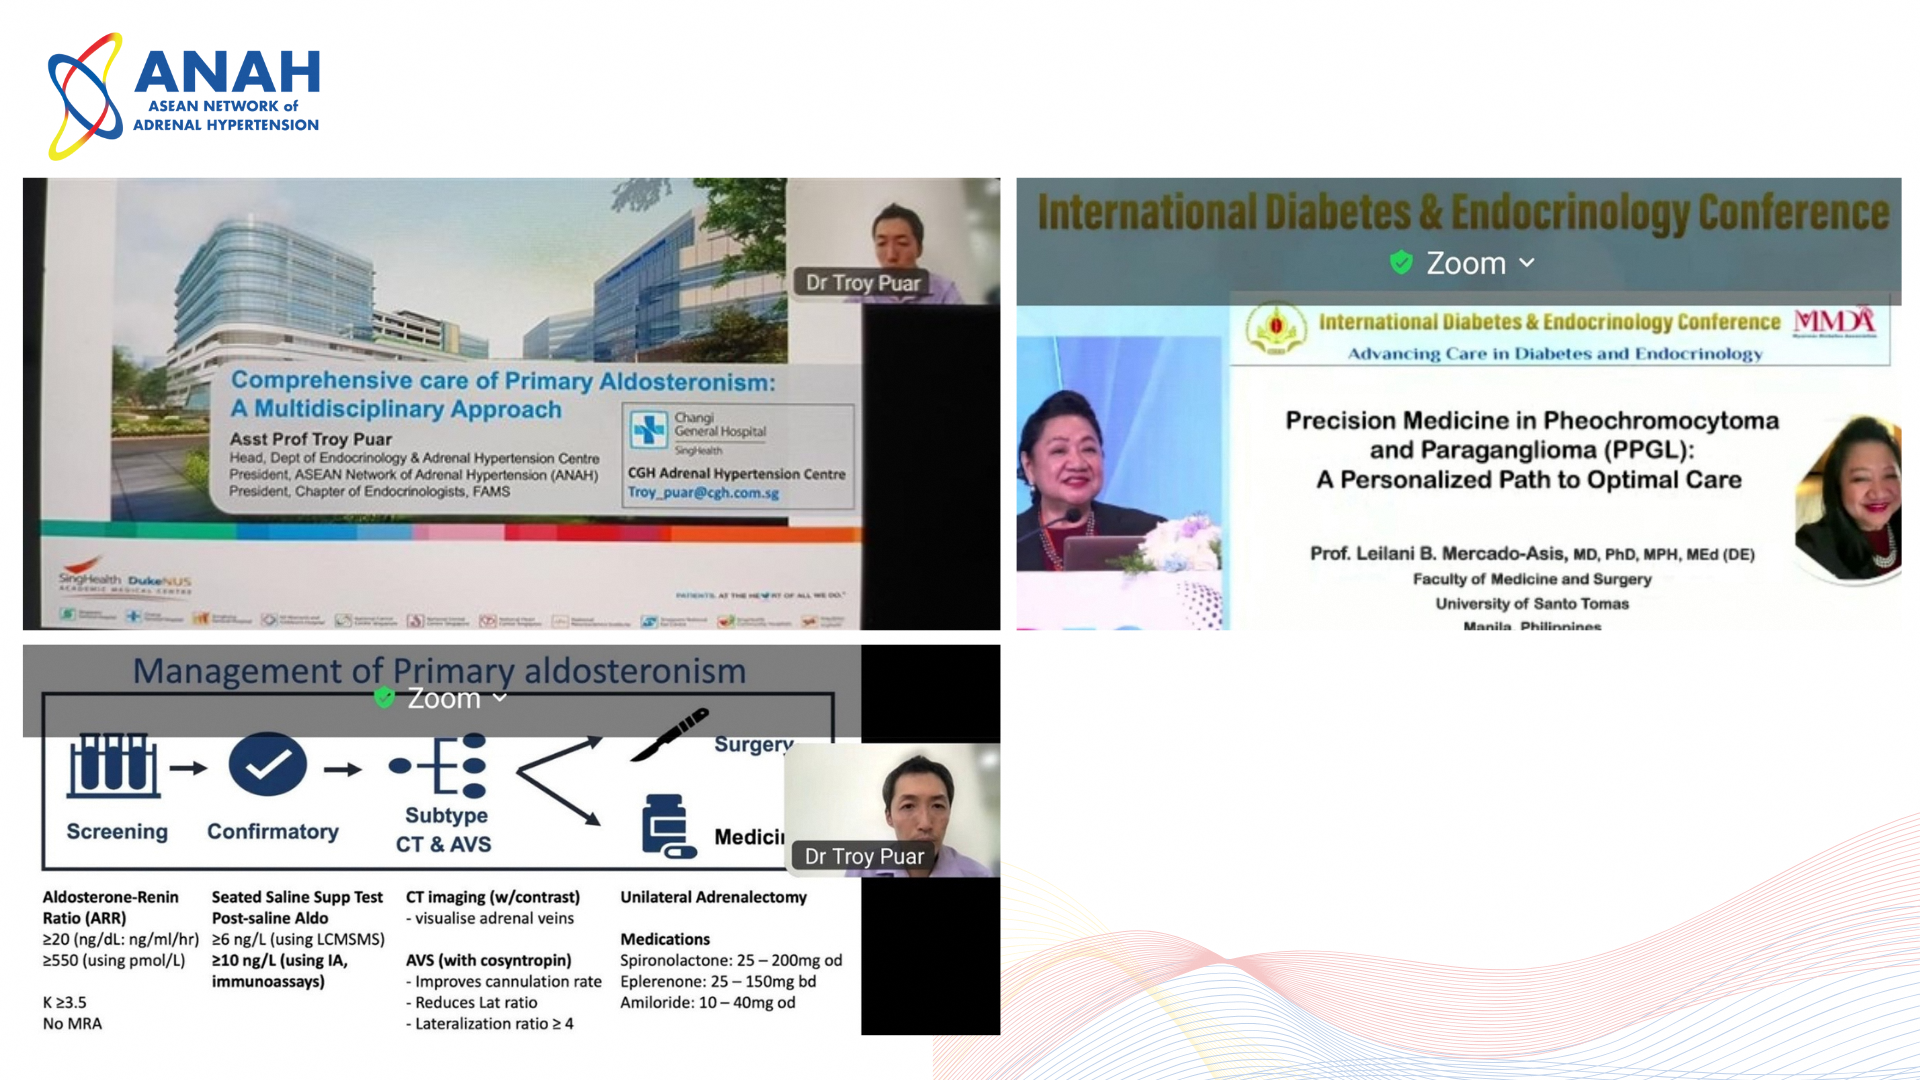 ANAH
ASEAN NETWORK of
ADRENAL HYPERTENSION
Dr Troy Puar
Comprehensive care of Primary Aldosteronism:
A Multidisciplinary Approach
Asst Prof Troy Puar
Head, Dept of Endocrinology & Adrenal Hypertension Centre
President, ASEAN Network of Adrenal Hypertension (ANAH)
President, Chapter of Endocrinologists, FAMS
Changi
General Hospital
SingHealth
CGH Adrenal Hypertension Centre
Troy_puar@cgh.com.sg
SingHealth DukeNUS
ACADEMIC MEDICAL CENTRE
PATIENTS. AT THE HEART OF ALL WE DO.
International Diabetes & Endocrinology Conference
Zoom
International Diabetes & Endocrinology Conference
MMDA
Advancing Care in Diabetes and Endocrinology
Precision Medicine in Pheochromocytoma
and Paraganglioma (PPGL):
A Personalized Path to Optimal Care
Prof. Leilani B. Mercado-Asis, MD, PhD, MPH, MEd (DE)
Faculty of Medicine and Surgery
University of Santo Tomas
Manila, Philippines
Management of Primary aldosteronism
Zoom
Screening
Confirmatory
Subtype
CT & AVS
Surgery
Medici
Dr Troy Puar
Aldosterone-Renin
Ratio (ARR)
≥20 (ng/dL: ng/ml/hr)
≥550 (using pmol/L)
K ≥3.5
No MRA
Seated Saline Supp Test
Post-saline Aldo
≥6 ng/L (using LCMSMS)
≥10 ng/L (using IA,
immunoassays)
CT imaging (w/contrast)
- visualise adrenal veins
AVS (with cosyntropin)
- Improves cannulation rate
- Reduces Lat ratio
- Lateralization ratio ≥ 4
Unilateral Adrenalectomy
Medications
Spironolactone: 25 – 200mg od
Eplerenone: 25 – 150mg bd
Amiloride: 10 – 40mg od